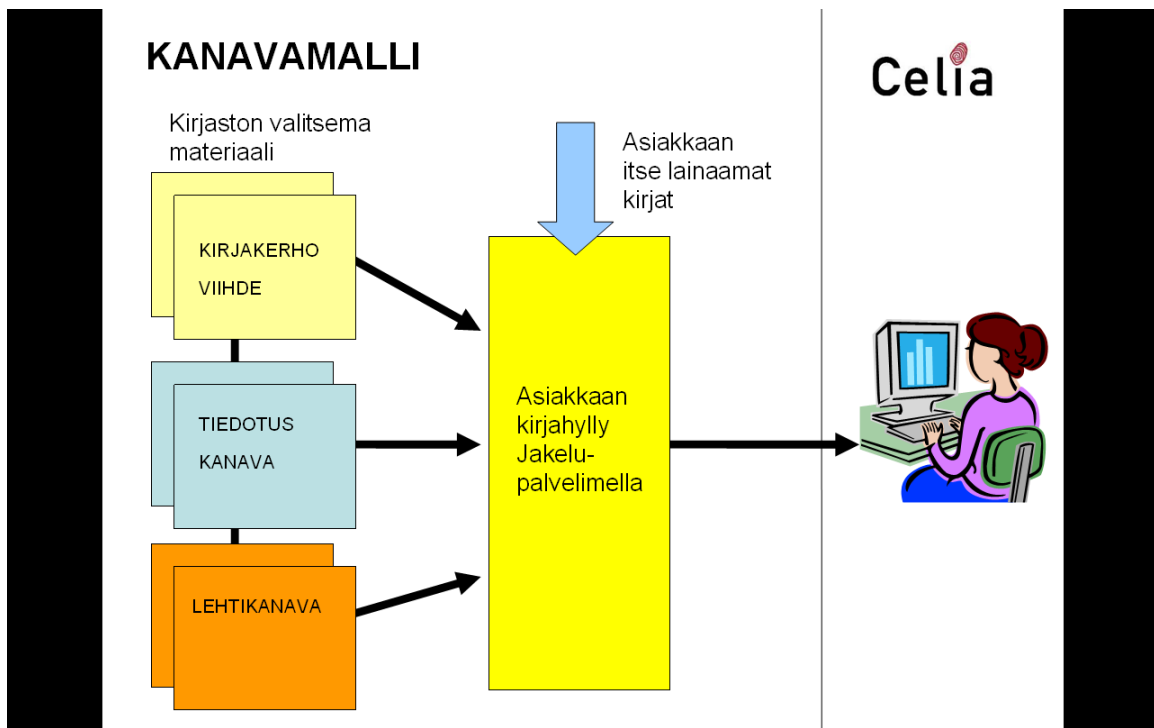 KANAVAMALLI
Celia
Kirjaston valitsema
materiaali
Asiakkaan
itse lainaamat
kirjat
KIRJAKERHO
VIIHDE
TIEDOTUS
KANAVA
LEHTIKANAVA
Asiakkaan
kirjahylly
Jakelu-
palvelimella